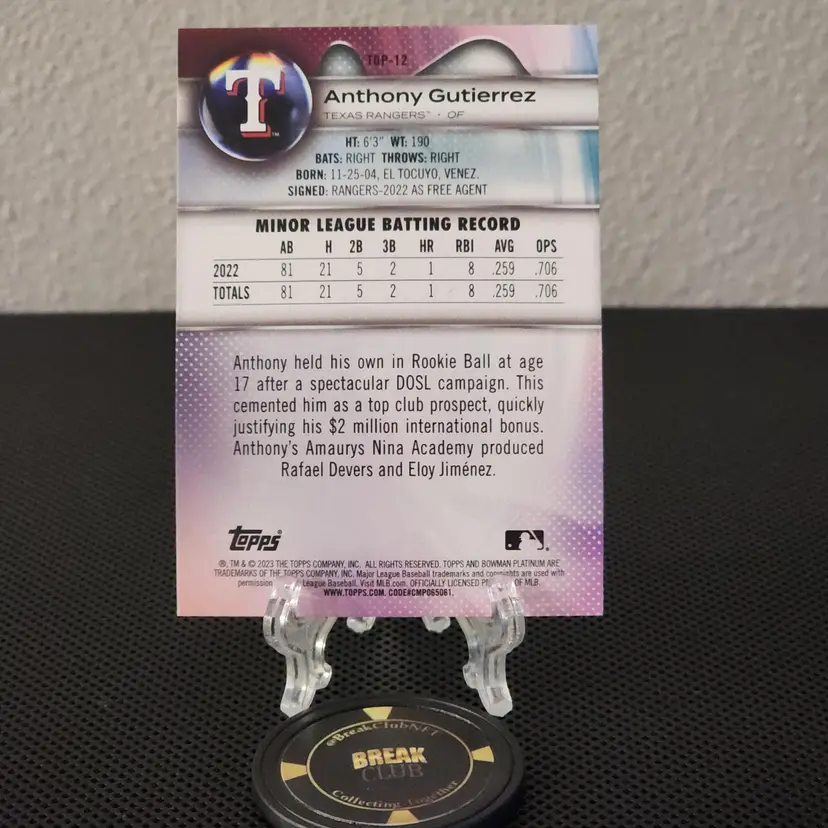 TOP-12
T
TM
Anthony Gutierrez
TEXAS RANGERS™ • OF
HT: 6'3" WT: 190
BATS: RIGHT THROWS: RIGHT
BORN: 11-25-04, EL TOCUYO, VENEZ.
SIGNED: RANGERS-2022 AS FREE AGENT
MINOR LEAGUE BATTING RECORD
AB H 2B 3B HR RBI AVG OPS
2022 81 21 5 2 1 8 .259 .706
TOTALS 81 21 5 2 1 8 .259 .706
Anthony held his own in Rookie Ball at age
17 after a spectacular DOSL campaign. This
cemented him as a top club prospect, quickly
justifying his $2 million international bonus.
Anthony's Amaurys Nina Academy produced
Rafael Devers and Eloy Jiménez.
Topps®
®, TM & © 2023 THE TOPPS COMPANY, INC. ALL RIGHTS RESERVED. TOPPS AND BOWMAN PLATINUM ARE
TRADEMARKS OF THE TOPPS COMPANY, INC. Major League Baseball trademarks and copyrights are used with
permission League Baseball. Visit MLB.com. OFFICIALLY LICENSED OF MLB.
WWW.TOPPS.COM. CODE#CMP065061.
@BreakClubNFT
BREAK
CLUB
Collecting Together